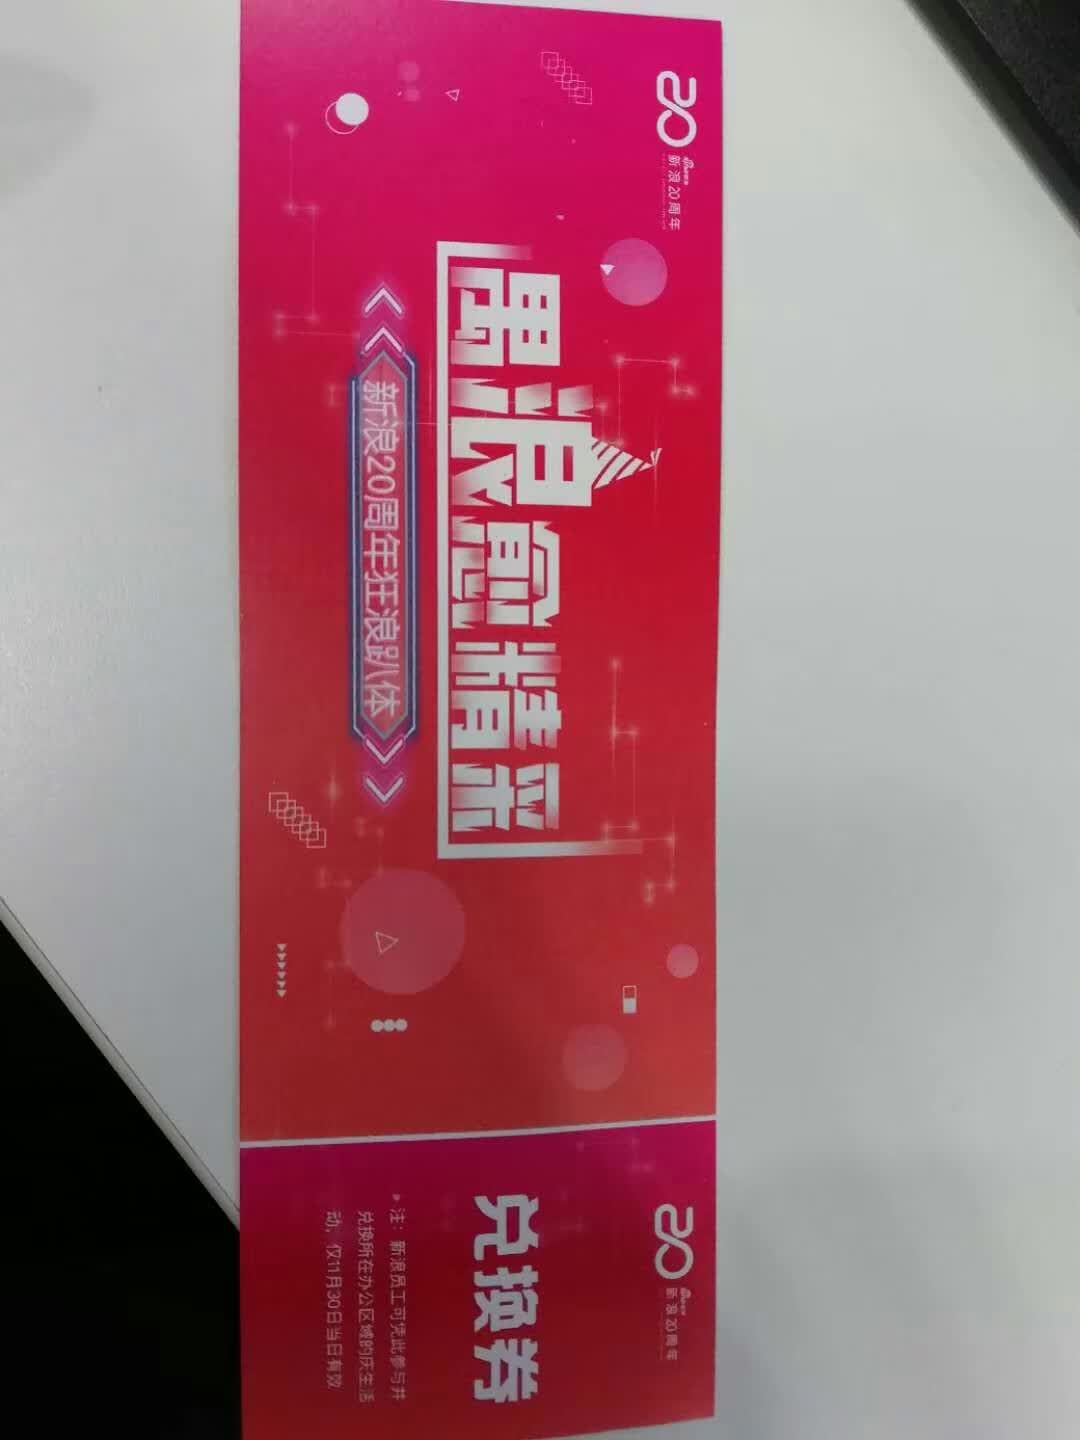 20
新浪20周年
愚浪愈精采
新浪20周年狂浪趴体
20
新浪20周年
兑换券
*注：新浪员工可凭此参与并
兑换所在办公区域的庆生活
动，仅11月30日当日有效